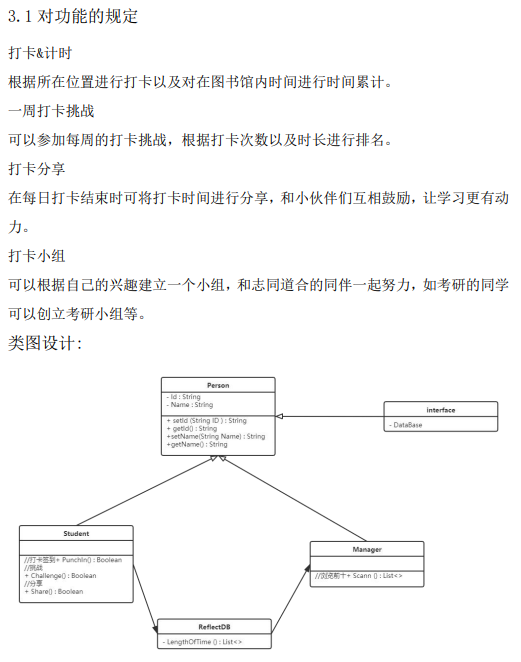 3.1 对功能的规定
打卡&计时
根据所在位置进行打卡以及对在图书馆内时间进行时间累计。
一周打卡挑战
可以参加每周的打卡挑战，根据打卡次数以及时长进行排名。
打卡分享
在每日打卡结束时可将打卡时间进行分享，和小伙伴们互相鼓励，让学习更有动
力。
打卡小组
可以根据自己的兴趣建立一个小组，和志同道合的同伴一起努力，如考研的同学
可以创立考研小组等。
类图设计:
Person
- Id : String
- Name : String
+ setId (String ID ) : String
+ getId() : String
+setName(String Name) : String
+getName() : String
interface
- DataBase
Student
//打卡签到+ PunchIn() : Boolean
//挑战
+ Challenge() : Boolean
//分享
+ Share() : Boolean
Manager
//浏览前十+ Scann () : List<>
ReflectDB
- LengthOfTime () : List<>